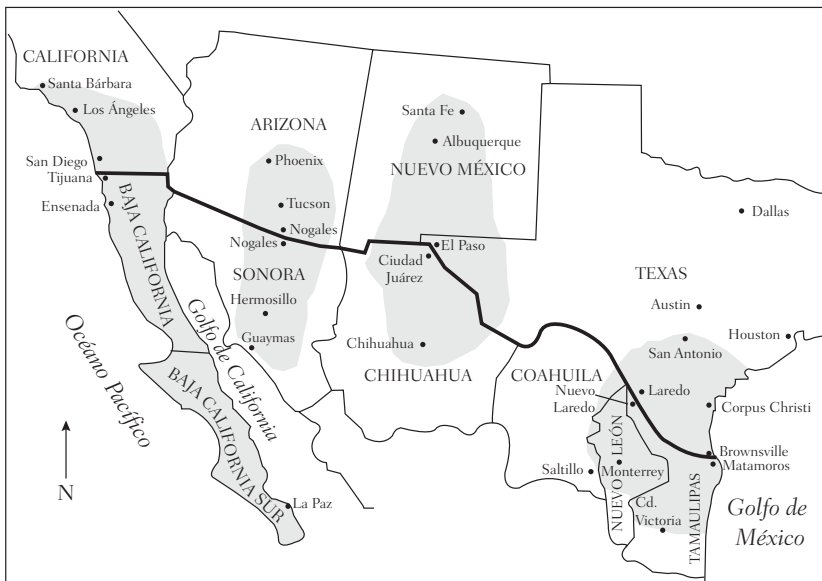 CALIFORNIA
Santa Bárbara
Los Ángeles
San Diego
Tijuana
Ensenada
BAJA CALIFORNIA
BAJA CALIFORNIA SUR
La Paz
Océano Pacífico
Golfo de California
N
ARIZONA
Phoenix
Tucson
Nogales
Nogales
SONORA
Hermosillo
Guaymas
Santa Fe
Albuquerque
NUEVO MÉXICO
El Paso
Ciudad
Juárez
Chihuahua
CHIHUAHUA
Dallas
TEXAS
Austin
Houston
San Antonio
COAHUILA
Nuevo
Laredo
Laredo
Corpus Christi
Brownsville
Matamoros
Saltillo
Monterrey
NUEVO LEÓN
Cd.
Victoria
TAMAULIPAS
Golfo de
México